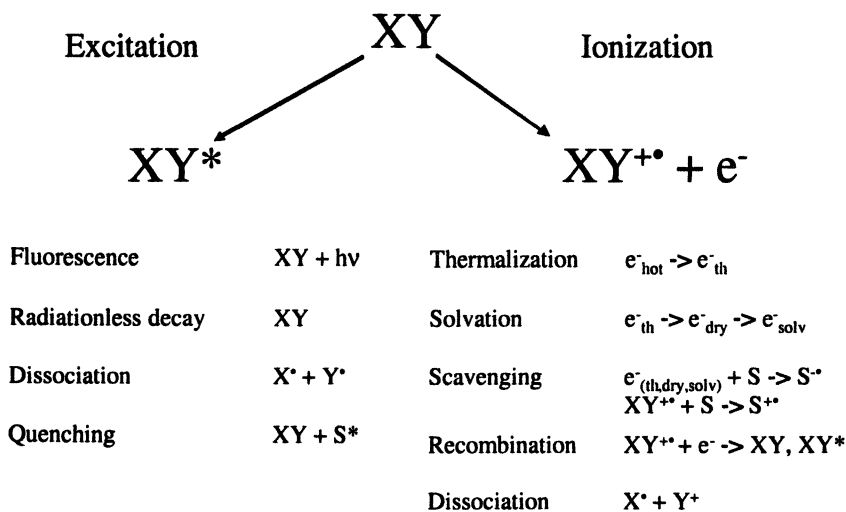 Excitation XY Ionization
XY* XY⁺• + e⁻
Fluorescence XY + hν Thermalization e⁻hot -> e⁻th
Radiationless decay XY Solvation e⁻th -> e⁻dry -> e⁻solv
Dissociation X• + Y• Scavenging e⁻(th,dry,solv) + S -> S⁻•
XY⁺• + S -> S⁺•
Quenching XY + S* Recombination XY⁺• + e⁻ -> XY, XY*
Dissociation X• + Y⁺